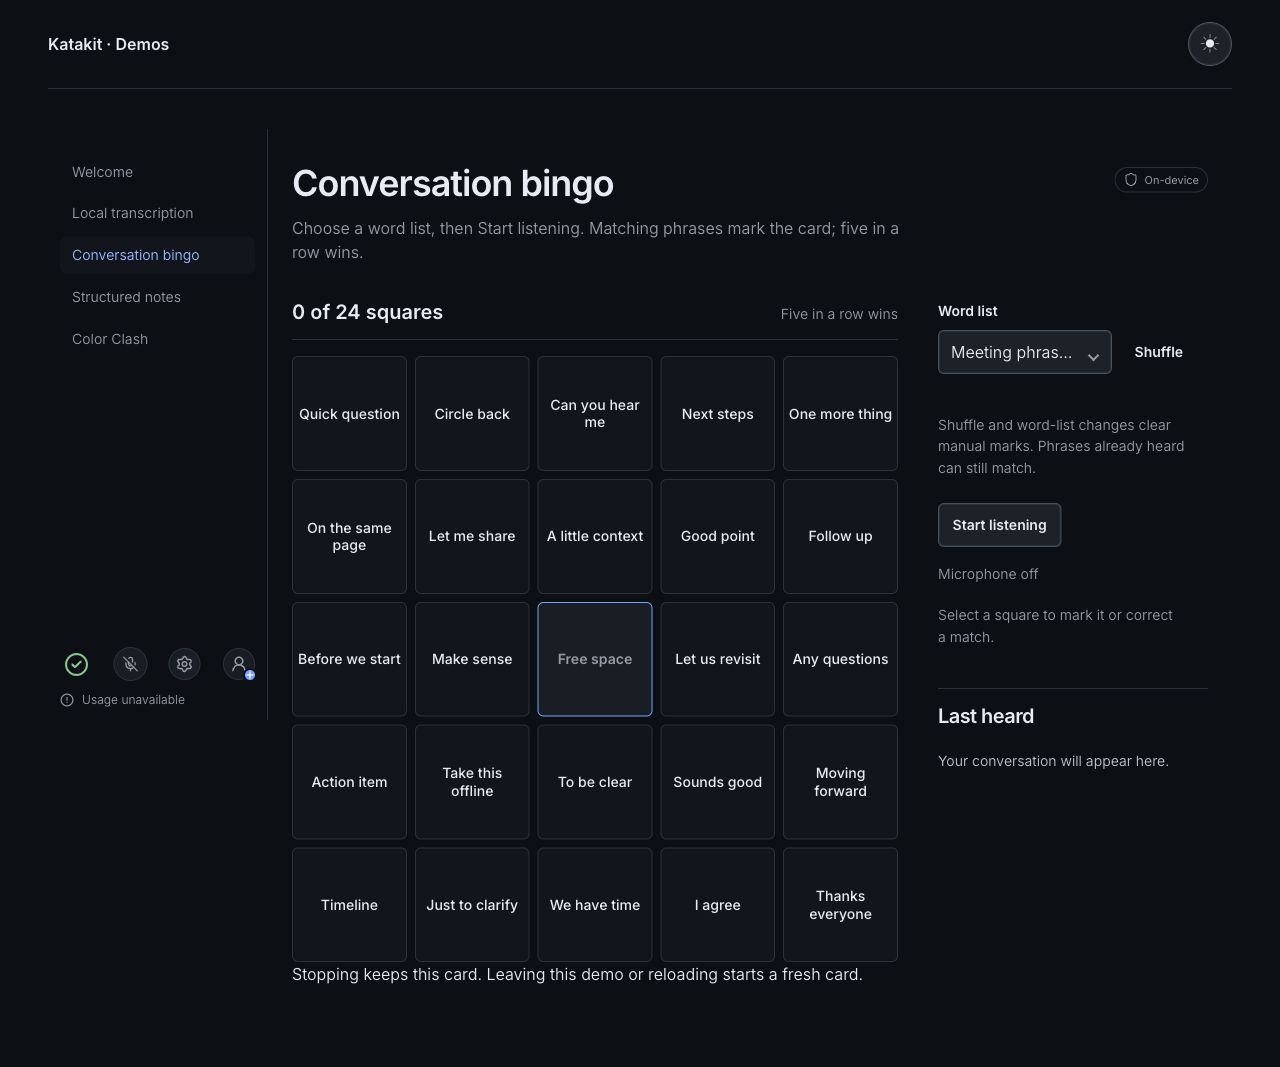 Katakit · Demos
Welcome
Local transcription
Conversation bingo
Structured notes
Color Clash
Usage unavailable
Conversation bingo
On-device
Choose a word list, then Start listening. Matching phrases mark the card; five in a
row wins.
0 of 24 squares
Five in a row wins
Quick question
Circle back
Can you hear
me
Next steps
One more thing
On the same
page
Let me share
A little context
Good point
Follow up
Before we start
Make sense
Free space
Let us revisit
Any questions
Action item
Take this
offline
To be clear
Sounds good
Moving
forward
Timeline
Just to clarify
We have time
I agree
Thanks
everyone
Stopping keeps this card. Leaving this demo or reloading starts a fresh card.
Word list
Meeting phras...
Shuffle
Shuffle and word-list changes clear
manual marks. Phrases already heard
can still match.
Start listening
Microphone off
Select a square to mark it or correct
a match.
Last heard
Your conversation will appear here.